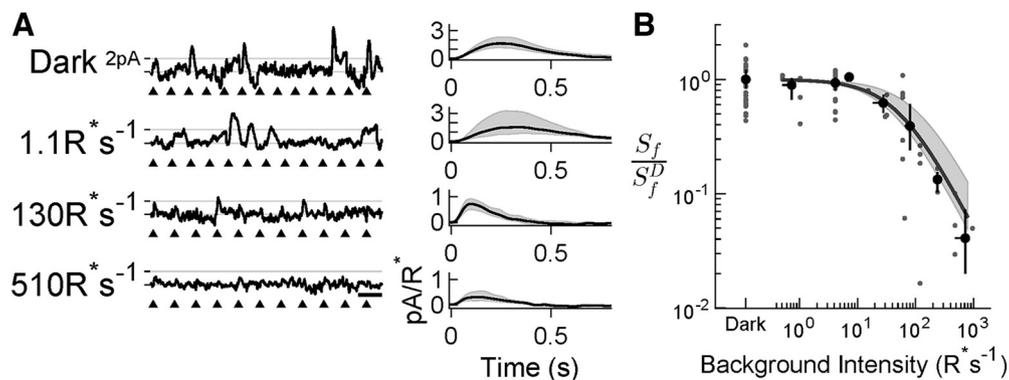 A
B
Dark 2pA
1.1R*s-1
130R*s-1
510R*s-1
3
0
0 0.5
3
0
0 0.5
1
0
0 0.5
1
0
0 0.5
pA/R*
Time (s)
Sf
SfD
10^0
10^-1
10^-2
Dark 10^0 10^1 10^2 10^3
Background Intensity (R*s-1)